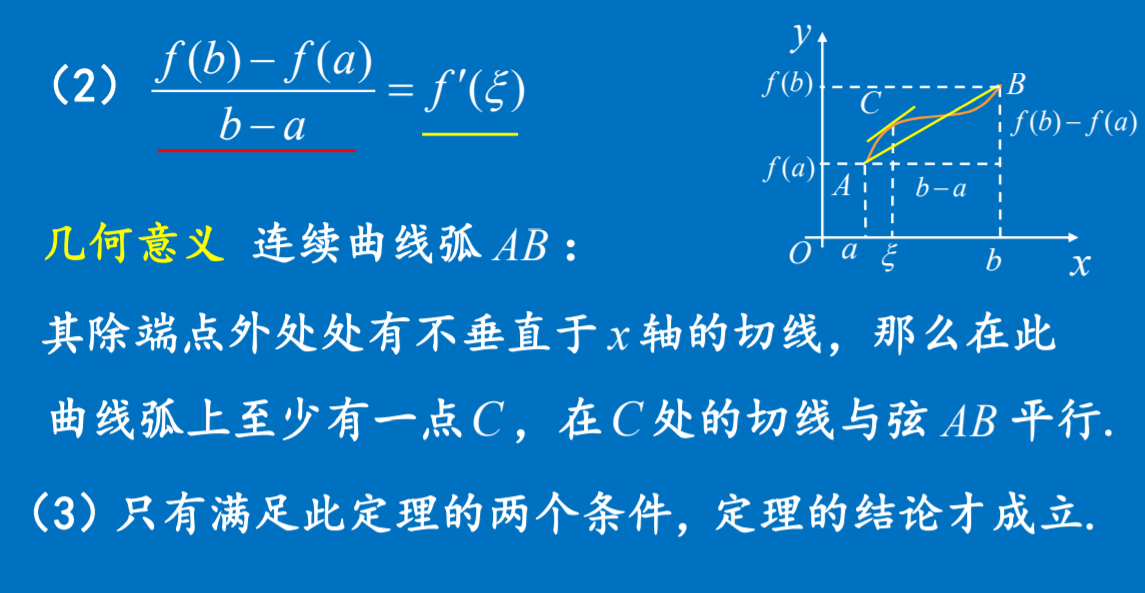 (2) \frac{f(b)-f(a)}{b-a} = f'(ξ)
y
f(b)
C
B
f(b)-f(a)
f(a)
A
b-a
O a ξ b x
几何意义 连续曲线弧 AB：
其除端点外处处有不垂直于 x 轴的切线，那么在此
曲线弧上至少有一点C，在C处的切线与弦 AB 平行.
(3) 只有满足此定理的两个条件, 定理的结论才成立.